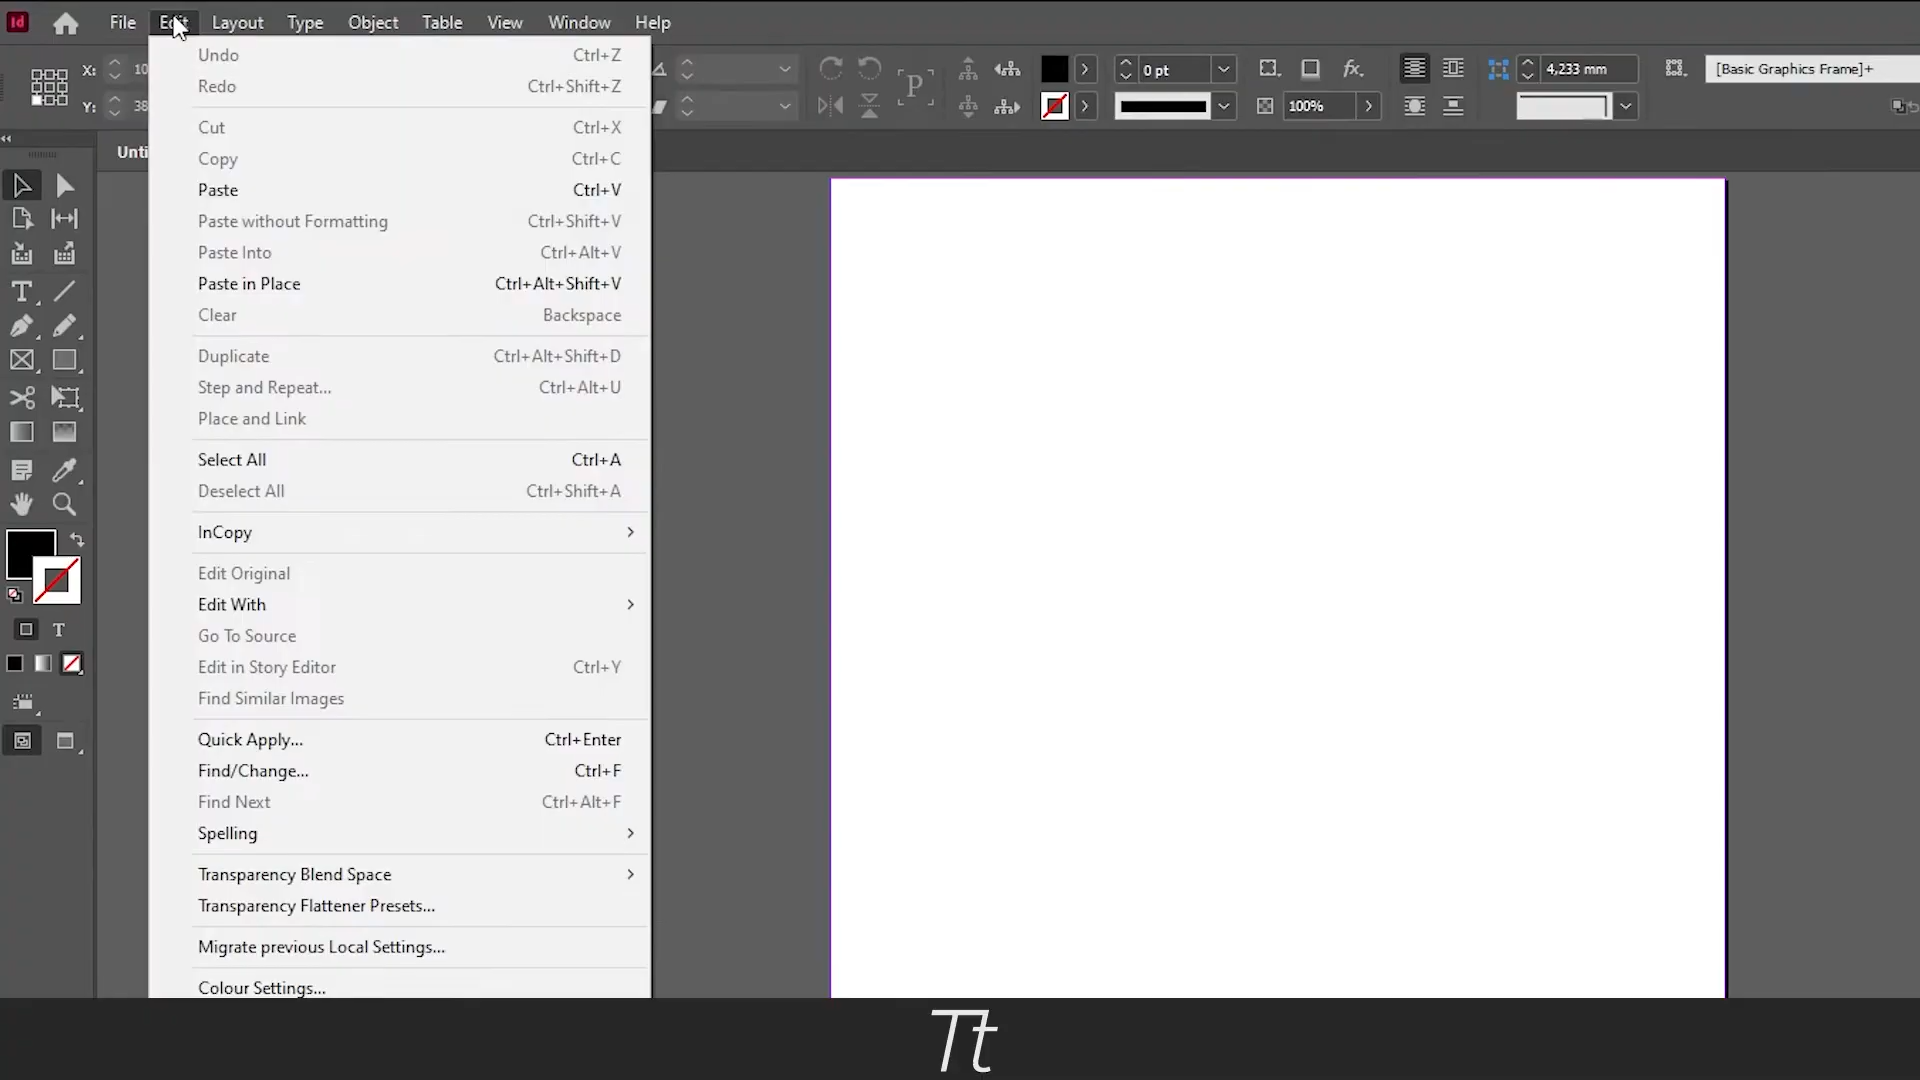 Id File Edit Layout Type Object Table View Window Help
X: 10
Y: 38
0 pt
fx
4,233 mm
[Basic Graphics Frame]+
P
100%
Unti
Undo Ctrl+Z
Redo Ctrl+Shift+Z
Cut Ctrl+X
Copy Ctrl+C
Paste Ctrl+V
Paste without Formatting Ctrl+Shift+V
Paste Into Ctrl+Alt+V
Paste in Place Ctrl+Alt+Shift+V
Clear Backspace
Duplicate Ctrl+Alt+Shift+D
Step and Repeat... Ctrl+Alt+U
Place and Link
Select All Ctrl+A
Deselect All Ctrl+Shift+A
InCopy
Edit Original
Edit With
Go To Source
Edit in Story Editor Ctrl+Y
Find Similar Images
Quick Apply... Ctrl+Enter
Find/Change... Ctrl+F
Find Next Ctrl+Alt+F
Spelling
Transparency Blend Space
Transparency Flattener Presets...
Migrate previous Local Settings...
Colour Settings...
T
T
Tt